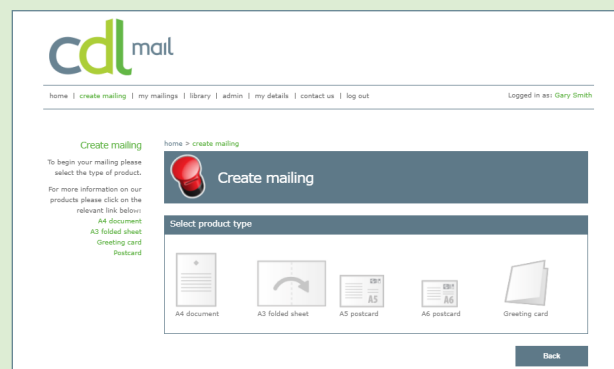 cdl mail
home | create mailing | my mailings | library | admin | my details | contact us | log out
Logged in as: Gary Smith
Create mailing
To begin your mailing please
select the type of product.
For more information on our
products please click on the
relevant link below:
A4 document
A3 folded sheet
Greeting card
Postcard
home > create mailing
Create mailing
Select product type
A5
A6
A4 document
A3 folded sheet
A5 postcard
A6 postcard
Greeting card
Back